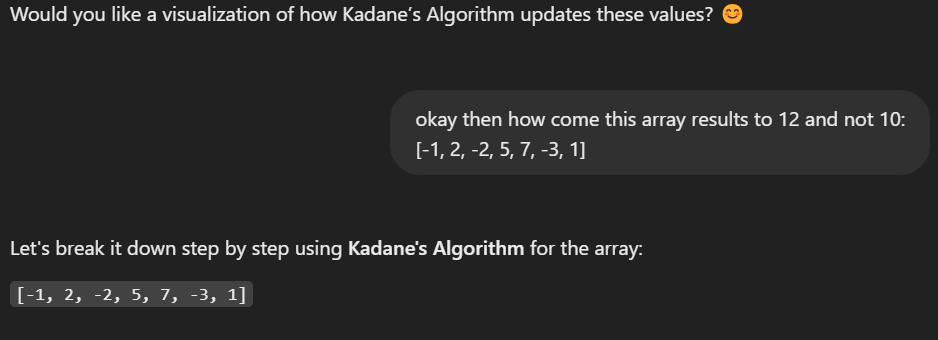 Would you like a visualization of how Kadane’s Algorithm updates these values? 😊
okay then how come this array results to 12 and not 10:
[-1, 2, -2, 5, 7, -3, 1]
Let's break it down step by step using Kadane's Algorithm for the array:
[-1, 2, -2, 5, 7, -3, 1]